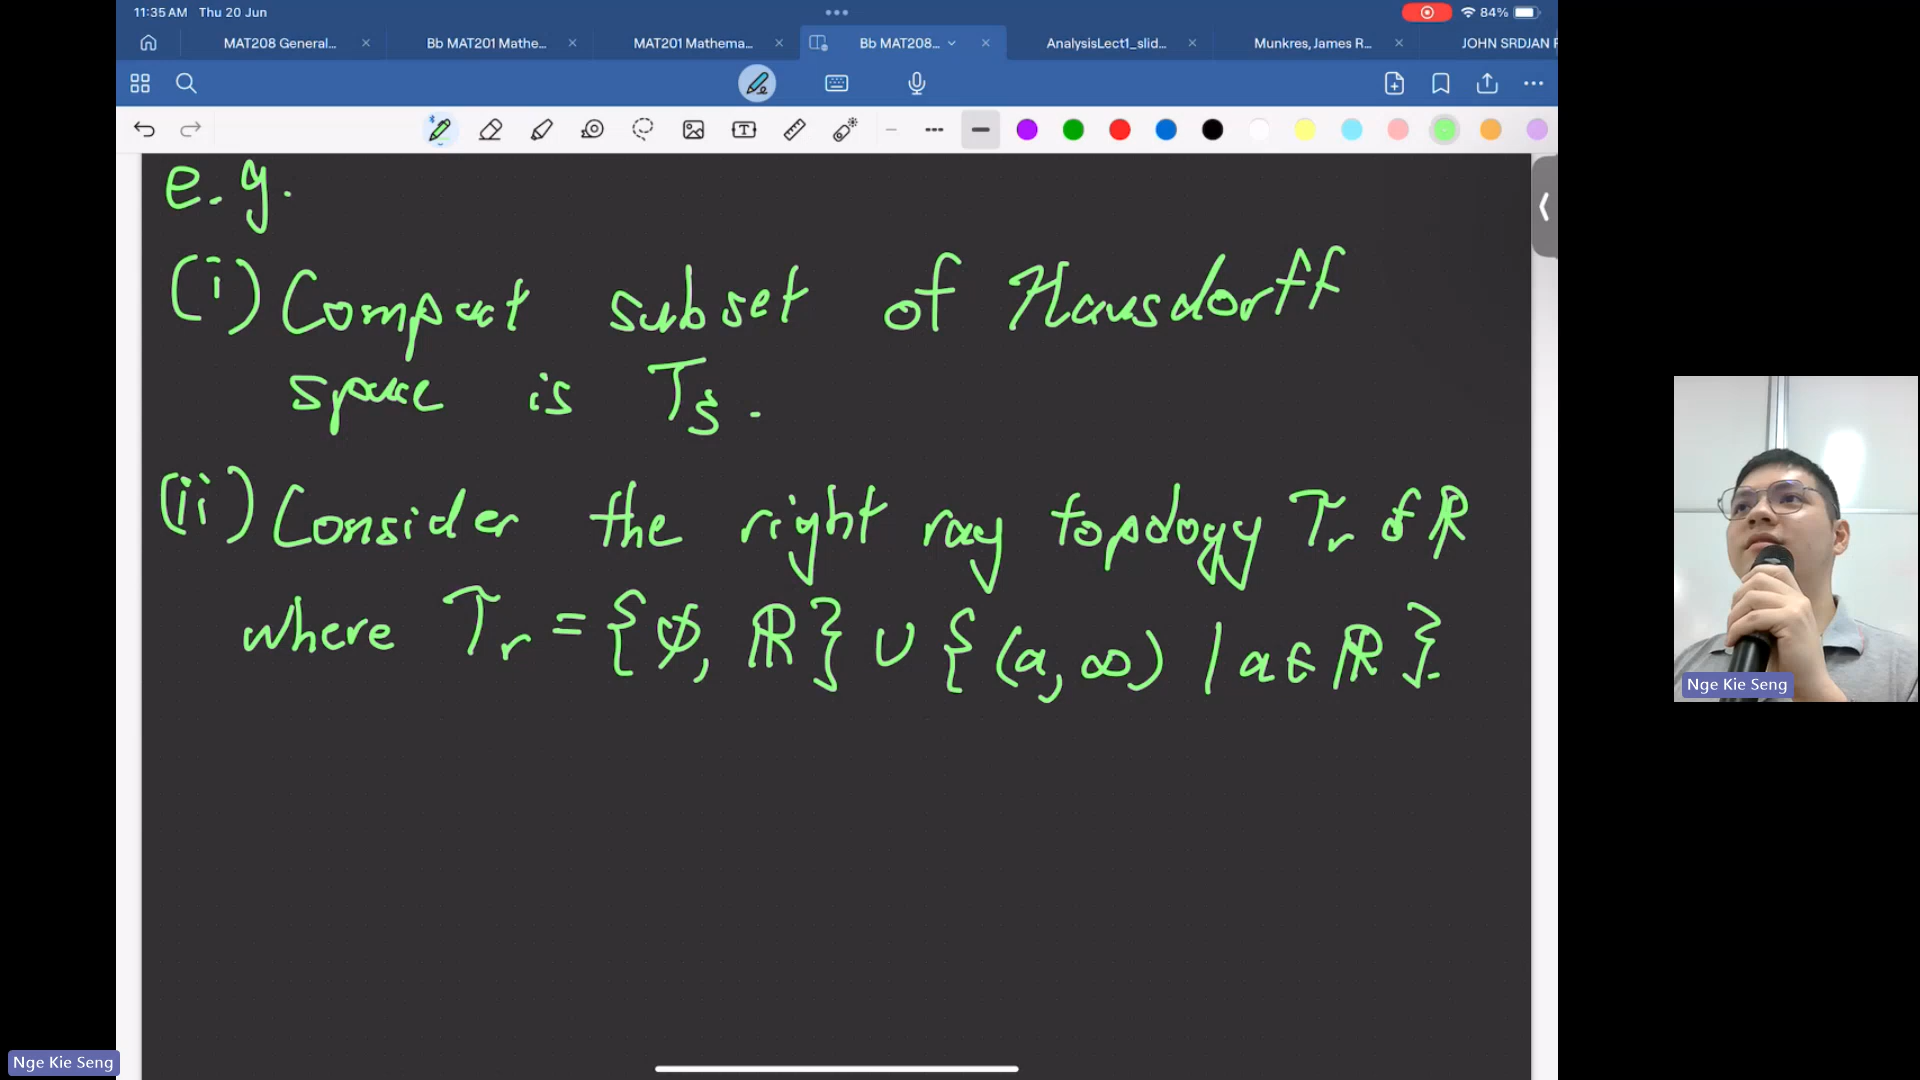 11:35 AM Thu 20 Jun
84%
MAT208 General...
Bb MAT201 Mathe...
MAT201 Mathema...
Bb MAT208...
AnalysisLect1_slid...
Munkres, James R...
JOHN SRDJAN
e.g.
(i) Compact subset of Hausdorff
space is T₃.
(ii) Consider the right ray topology 𝒯r of ℝ
where 𝒯r = {∅, ℝ} ∪ {(a, ∞) | a ∈ ℝ}.
Nge Kie Seng
Nge Kie Seng